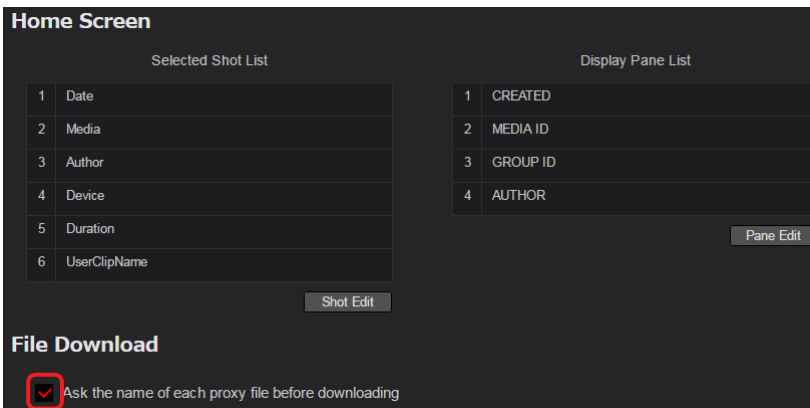 Home Screen
Selected Shot List
1 Date
2 Media
3 Author
4 Device
5 Duration
6 UserClipName
Shot Edit
Display Pane List
1 CREATED
2 MEDIA ID
3 GROUP ID
4 AUTHOR
Pane Edit
File Download
Ask the name of each proxy file before downloading